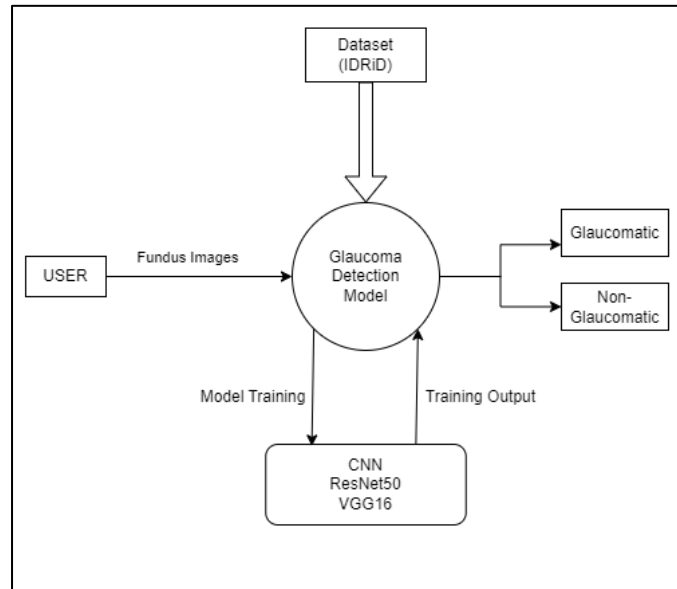 Dataset
(IDRiD)
USER
Fundus Images
Glaucoma
Detection
Model
Glaucomatic
Non-
Glaucomatic
Model Training
Training Output
CNN
ResNet50
VGG16